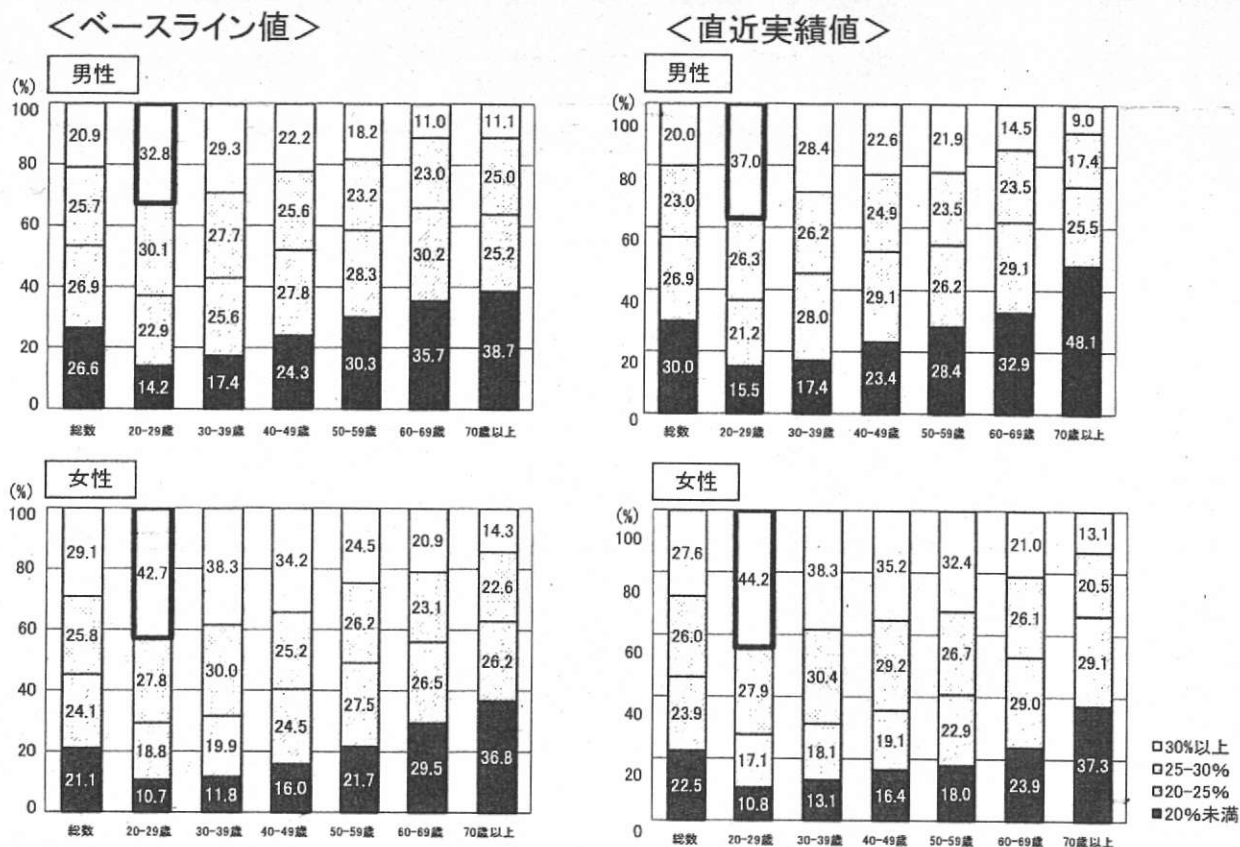 ＜ベースライン値＞
男性
(%)
100
80
60
40
20
0
20.9 32.8 29.3 22.2 18.2 11.0 11.1
25.7 30.1 27.7 25.6 23.2 23.0 25.0
26.9 22.9 25.6 27.8 28.3 30.2 25.2
26.6 14.2 17.4 24.3 30.3 35.7 38.7
総数 20-29歳 30-39歳 40-49歳 50-59歳 60-69歳 70歳以上
女性
(%)
100
80
60
40
20
0
29.1 42.7 38.3 34.2 24.5 20.9 14.3
25.8 27.8 30.0 25.2 26.2 23.1 22.6
24.1 18.8 19.9 24.5 27.5 26.5 26.2
21.1 10.7 11.8 16.0 21.7 29.5 36.8
総数 20-29歳 30-39歳 40-49歳 50-59歳 60-69歳 70歳以上
＜直近実績値＞
男性
(%)
100
80
60
40
20
0
20.0 37.0 28.4 22.6 21.9 14.5 9.0
23.0 26.3 26.2 24.9 23.5 23.5 17.4
26.9 21.2 28.0 29.1 26.2 29.1 25.5
30.0 15.5 17.4 23.4 28.4 32.9 48.1
総数 20-29歳 30-39歳 40-49歳 50-59歳 60-69歳 70歳以上
女性
(%)
100
80
60
40
20
0
27.6 44.2 38.3 35.2 32.4 21.0 13.1
26.0 27.9 30.4 29.2 26.7 26.1 20.5
23.9 17.1 18.1 19.1 22.9 29.0 29.1
22.5 10.8 13.1 16.4 18.0 23.9 37.3
総数 20-29歳 30-39歳 40-49歳 50-59歳 60-69歳 70歳以上
□30%以上
□25-30%
□20-25%
■20%未満